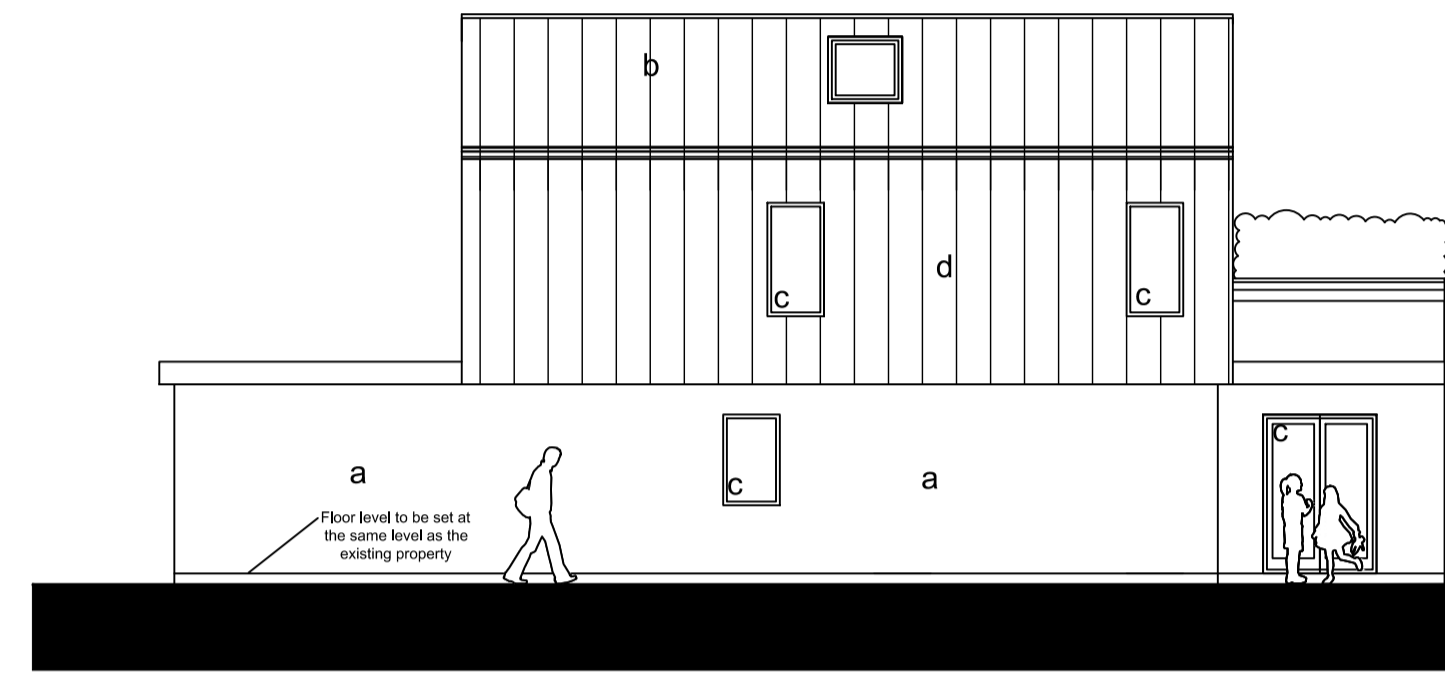 b
d
c
c
c
a
c
a
Floor level to be set at
the same level as the
existing property